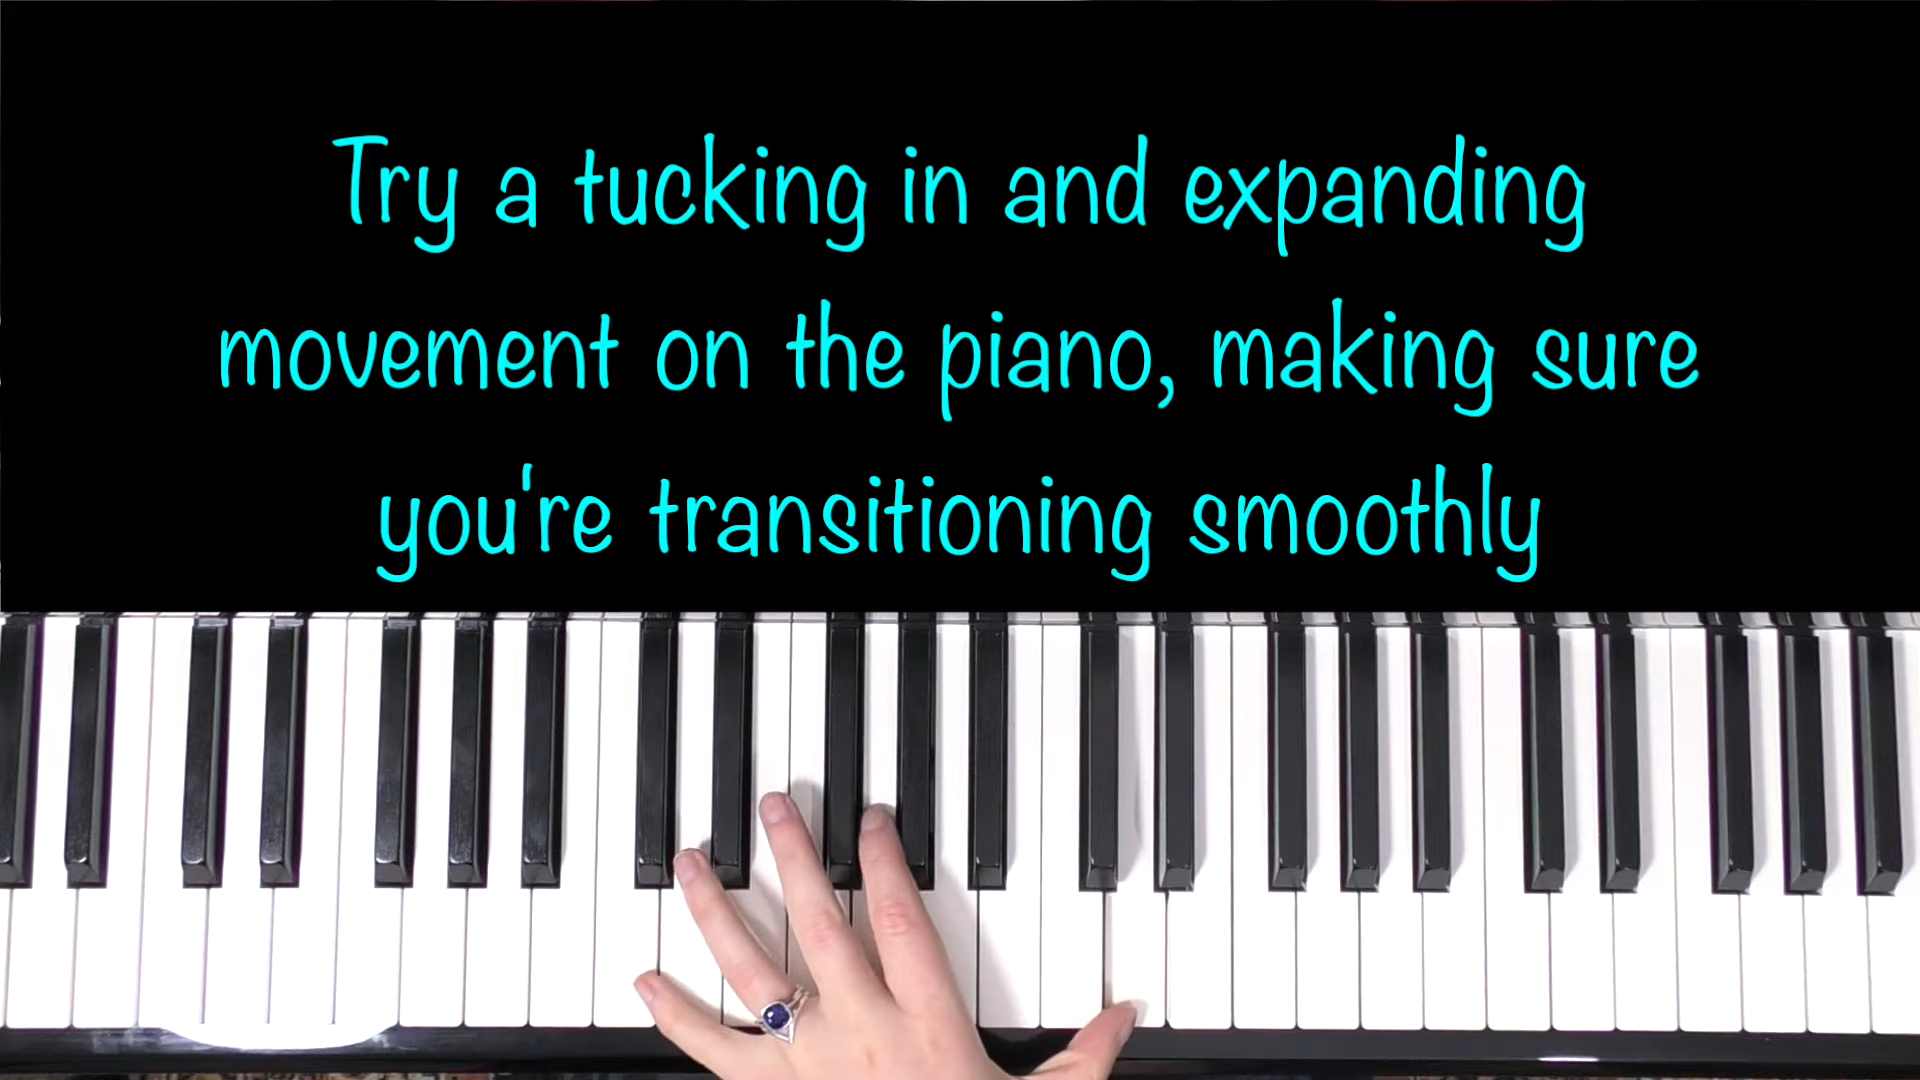 Try a tucking in and expanding
movement on the piano, making sure
you're transitioning smoothly